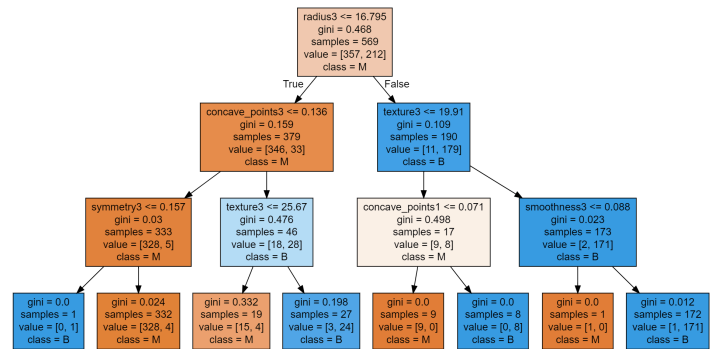 radius3 <= 16.795
gini = 0.468
samples = 569
value = [357, 212]
class = M
True
False
concave_points3 <= 0.136
gini = 0.159
samples = 379
value = [346, 33]
class = M
texture3 <= 19.91
gini = 0.109
samples = 190
value = [11, 179]
class = B
symmetry3 <= 0.157
gini = 0.03
samples = 333
value = [328, 5]
class = M
texture3 <= 25.67
gini = 0.476
samples = 46
value = [18, 28]
class = B
concave_points1 <= 0.071
gini = 0.498
samples = 17
value = [9, 8]
class = M
smoothness3 <= 0.088
gini = 0.023
samples = 173
value = [2, 171]
class = B
gini = 0.0
samples = 1
value = [0, 1]
class = B
gini = 0.024
samples = 332
value = [328, 4]
class = M
gini = 0.332
samples = 19
value = [15, 4]
class = M
gini = 0.198
samples = 27
value = [3, 24]
class = B
gini = 0.0
samples = 9
value = [9, 0]
class = M
gini = 0.0
samples = 8
value = [0, 8]
class = B
gini = 0.0
samples = 1
value = [1, 0]
class = M
gini = 0.012
samples = 172
value = [1, 171]
class = B